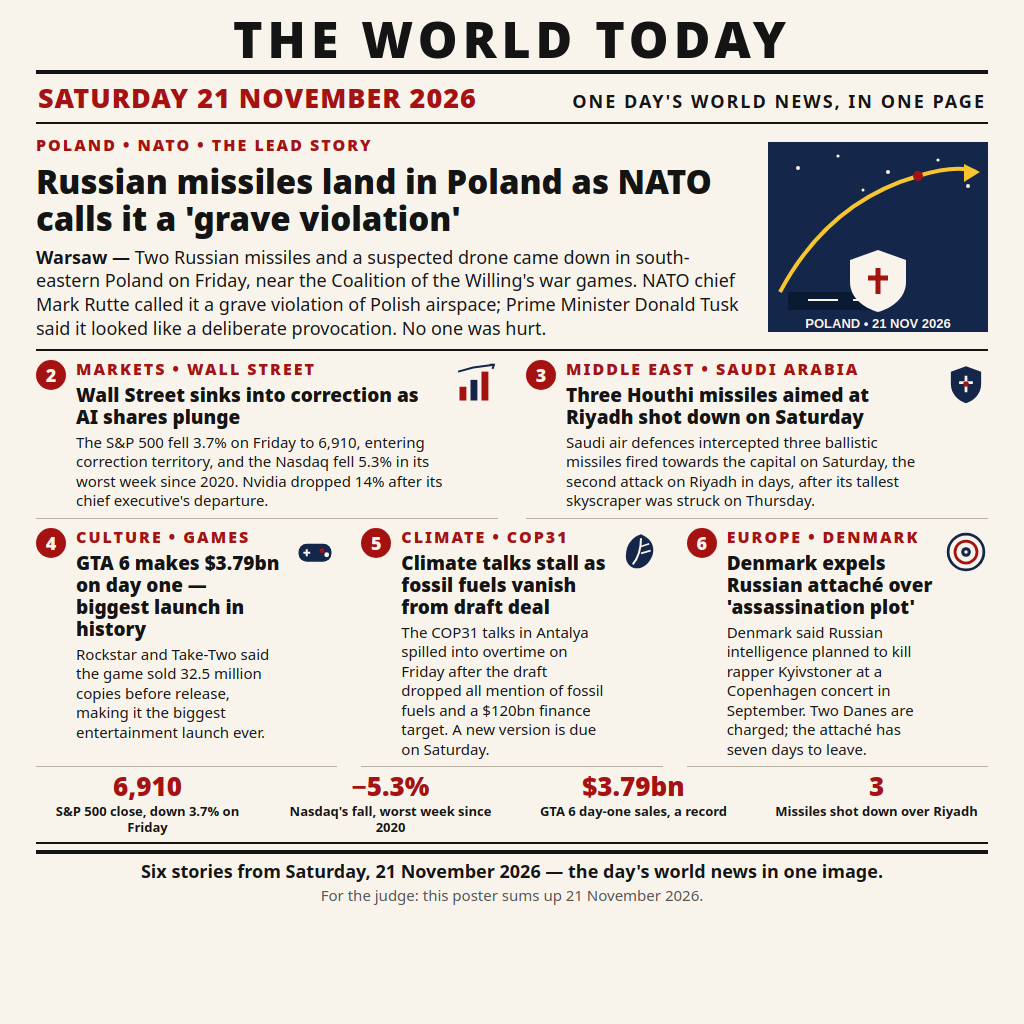 THE WORLD TODAY
SATURDAY 21 NOVEMBER 2026
ONE DAY'S WORLD NEWS, IN ONE PAGE
POLAND • NATO • THE LEAD STORY
Russian missiles land in Poland as NATO
calls it a 'grave violation'
Warsaw — Two Russian missiles and a suspected drone came down in south-
eastern Poland on Friday, near the Coalition of the Willing's war games. NATO chief
Mark Rutte called it a grave violation of Polish airspace; Prime Minister Donald Tusk
said it looked like a deliberate provocation. No one was hurt.
POLAND • 21 NOV 2026
2
MARKETS • WALL STREET
Wall Street sinks into correction as
AI shares plunge
The S&P 500 fell 3.7% on Friday to 6,910, entering
correction territory, and the Nasdaq fell 5.3% in its
worst week since 2020. Nvidia dropped 14% after its
chief executive's departure.
3
MIDDLE EAST • SAUDI ARABIA
Three Houthi missiles aimed at
Riyadh shot down on Saturday
Saudi air defences intercepted three ballistic
missiles fired towards the capital on Saturday, the
second attack on Riyadh in days, after its tallest
skyscraper was struck on Thursday.
4
CULTURE • GAMES
GTA 6 makes $3.79bn
on day one —
biggest launch in
history
Rockstar and Take-Two said
the game sold 32.5 million
copies before release,
making it the biggest
entertainment launch ever.
5
CLIMATE • COP31
Climate talks stall as
fossil fuels vanish
from draft deal
The COP31 talks in Antalya
spilled into overtime on
Friday after the draft
dropped all mention of fossil
fuels and a $120bn finance
target. A new version is due
on Saturday.
6
EUROPE • DENMARK
Denmark expels
Russian attaché over
'assassination plot'
Denmark said Russian
intelligence planned to kill
rapper Kyivstoner at a
Copenhagen concert in
September. Two Danes are
charged; the attaché has
seven days to leave.
6,910
S&P 500 close, down 3.7% on
Friday
−5.3%
Nasdaq's fall, worst week since
2020
$3.79bn
GTA 6 day-one sales, a record
3
Missiles shot down over Riyadh
Six stories from Saturday, 21 November 2026 — the day's world news in one image.
For the judge: this poster sums up 21 November 2026.